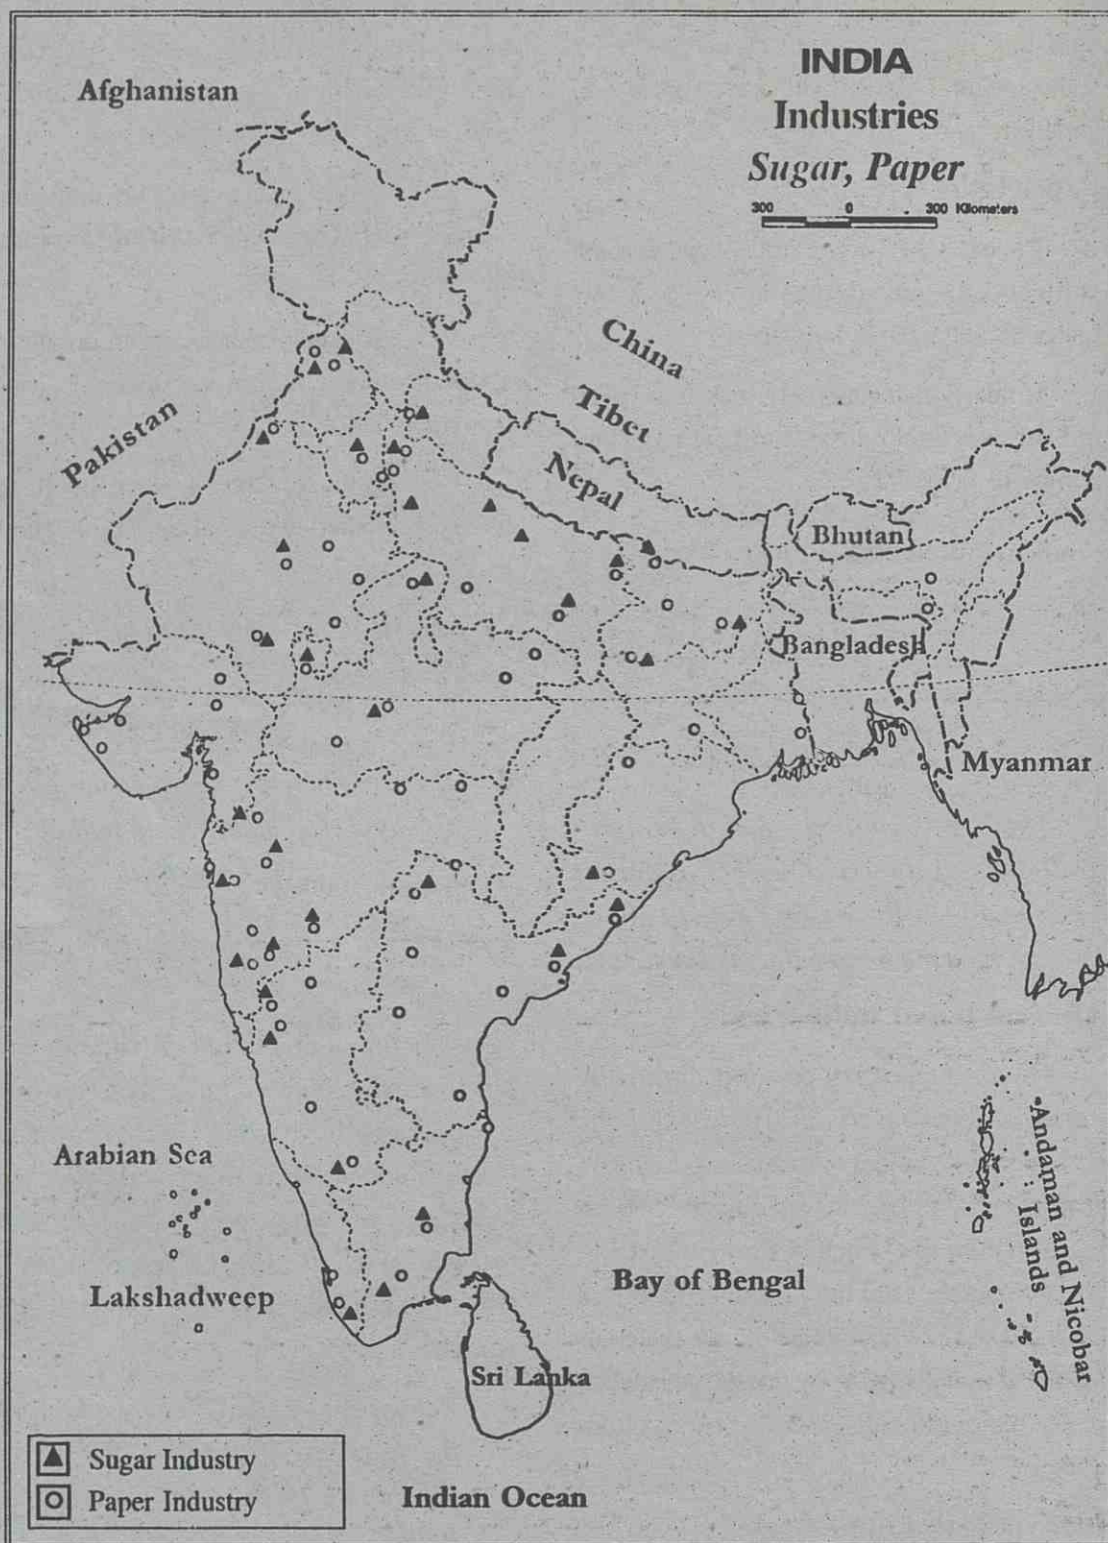 INDIA
Industries
Sugar, Paper
300 0 300 Kilometers
Afghanistan
China
Tibet
Pakistan
Nepal
Bhutan
Bangladesh
Myanmar
Arabian Sea
Lakshadweep
Bay of Bengal
Andaman and Nicobar
Islands
Sri Lanka
Sugar Industry
Paper Industry
Indian Ocean